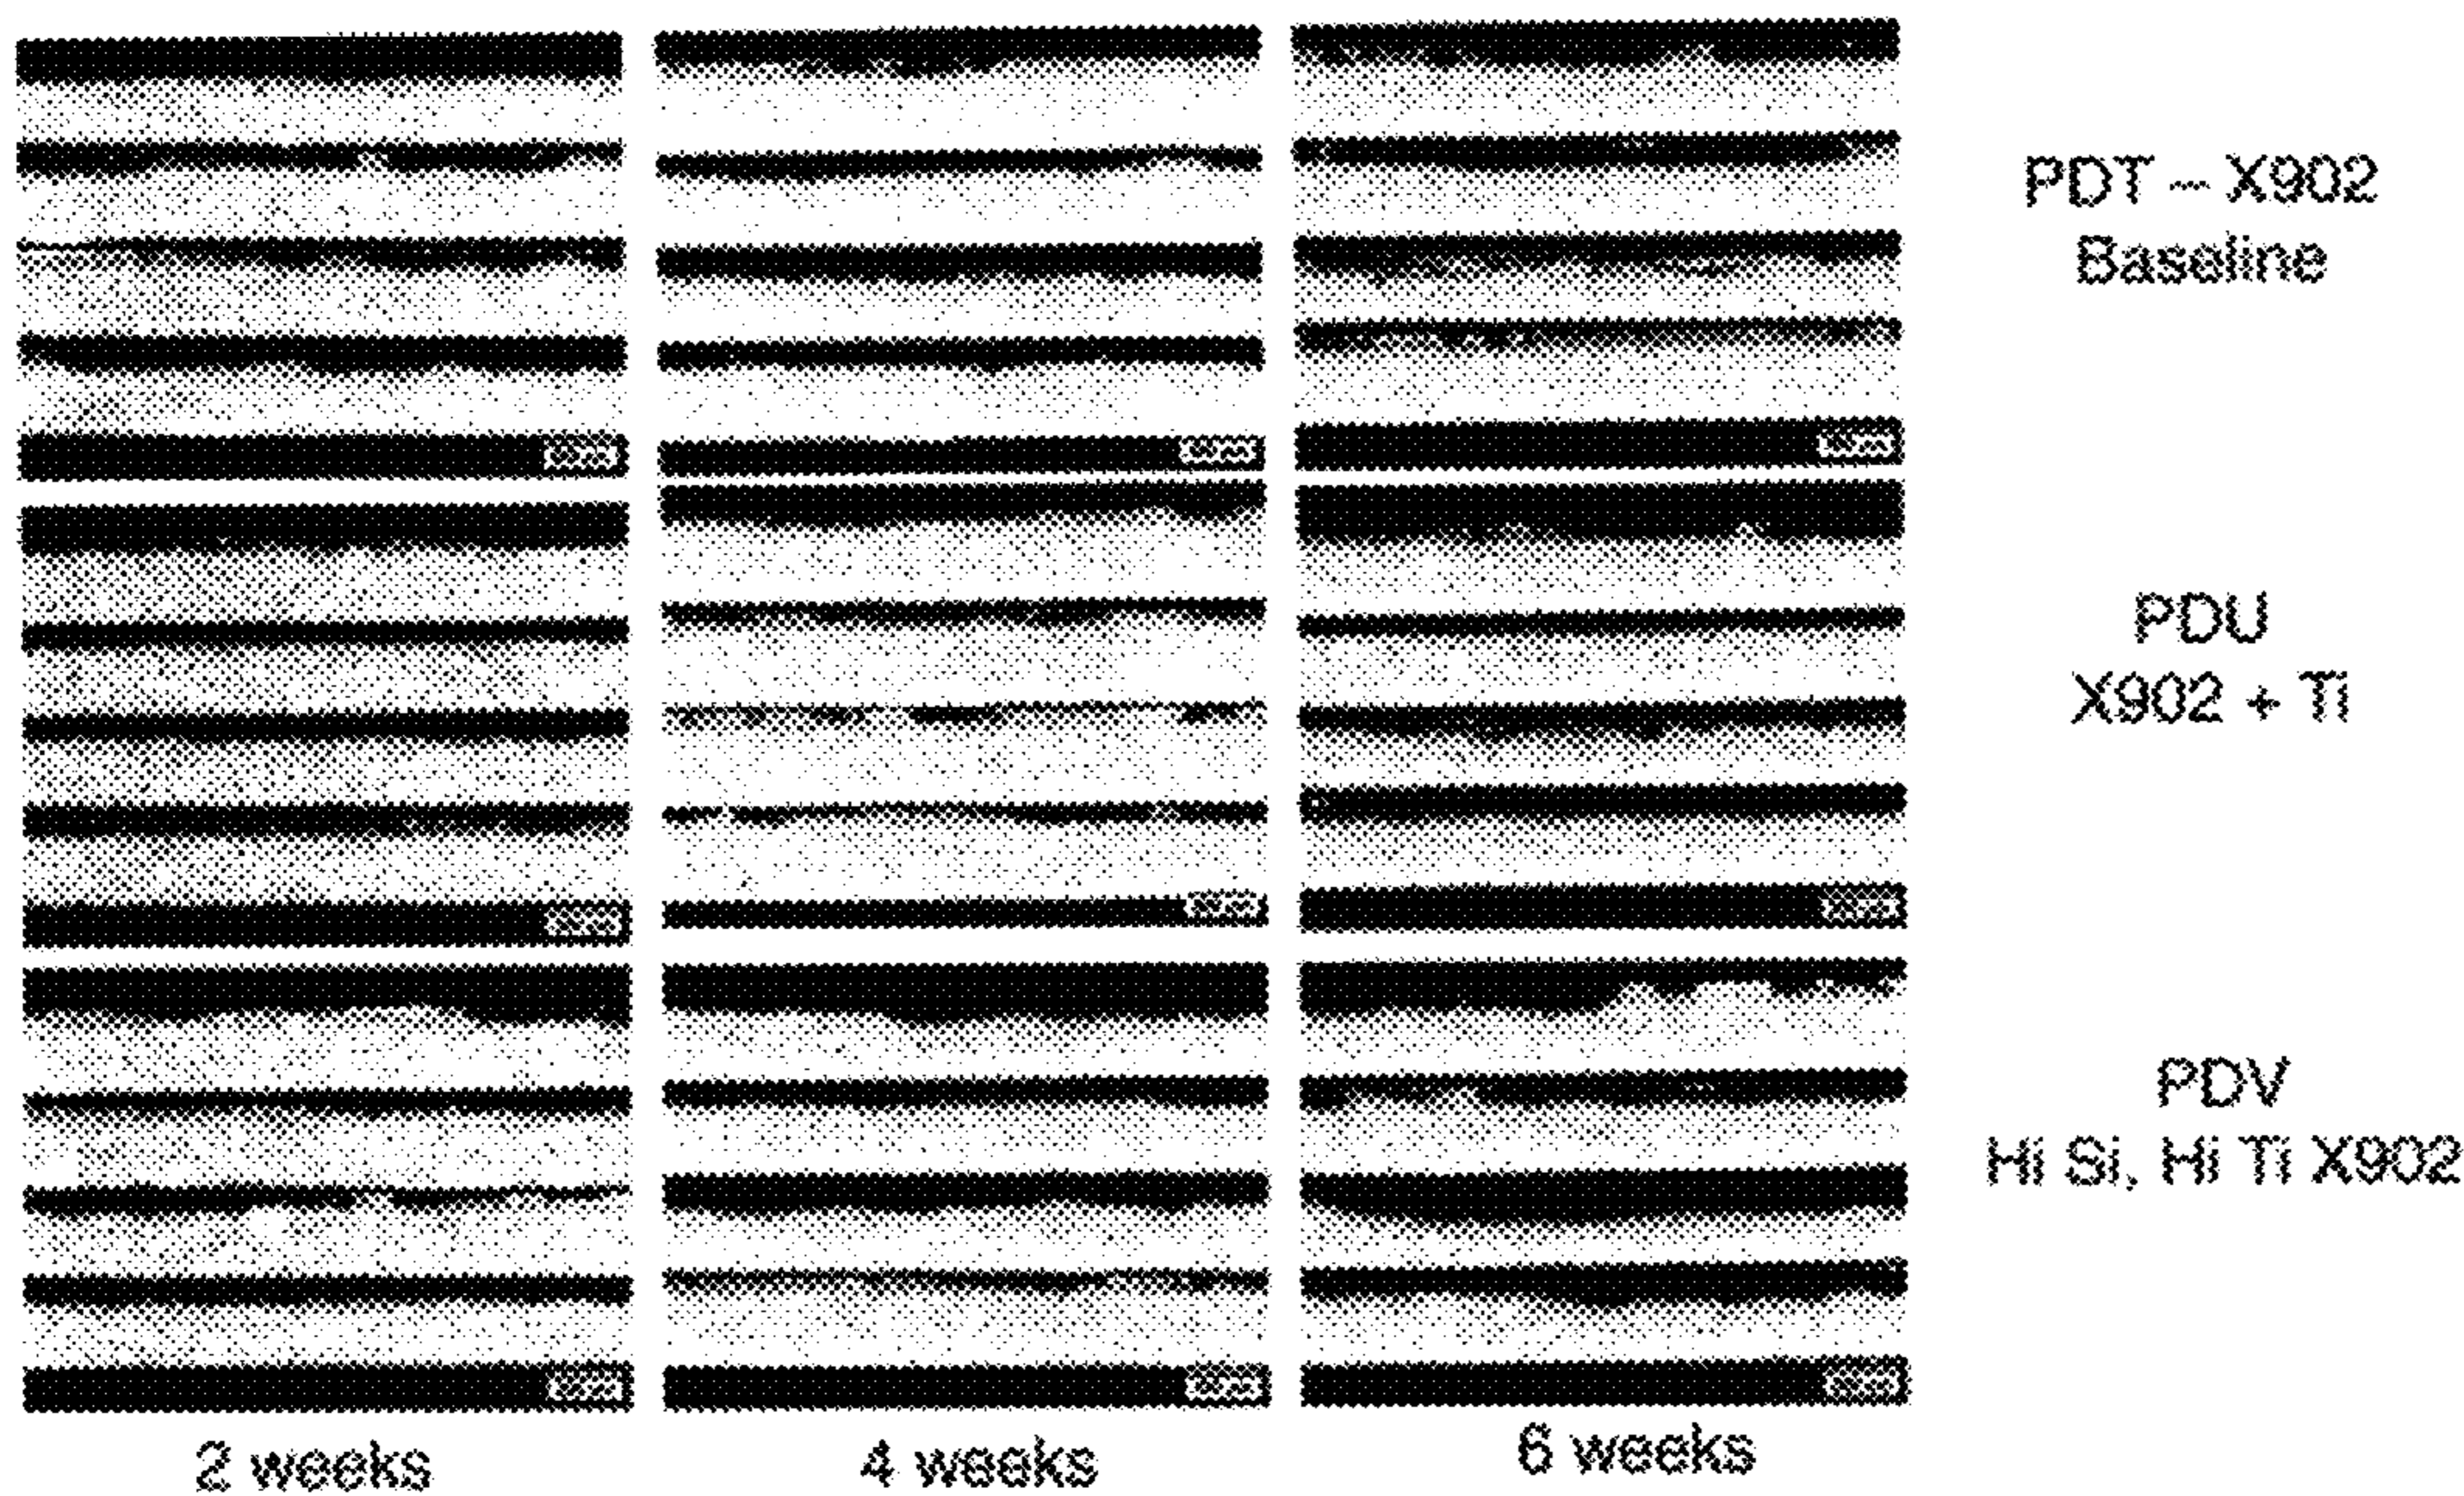 PDT – X902
Baseline
PDU
X902 + Ti
PDV
Hi Si, Hi Ti X902
2 weeks
4 weeks
6 weeks